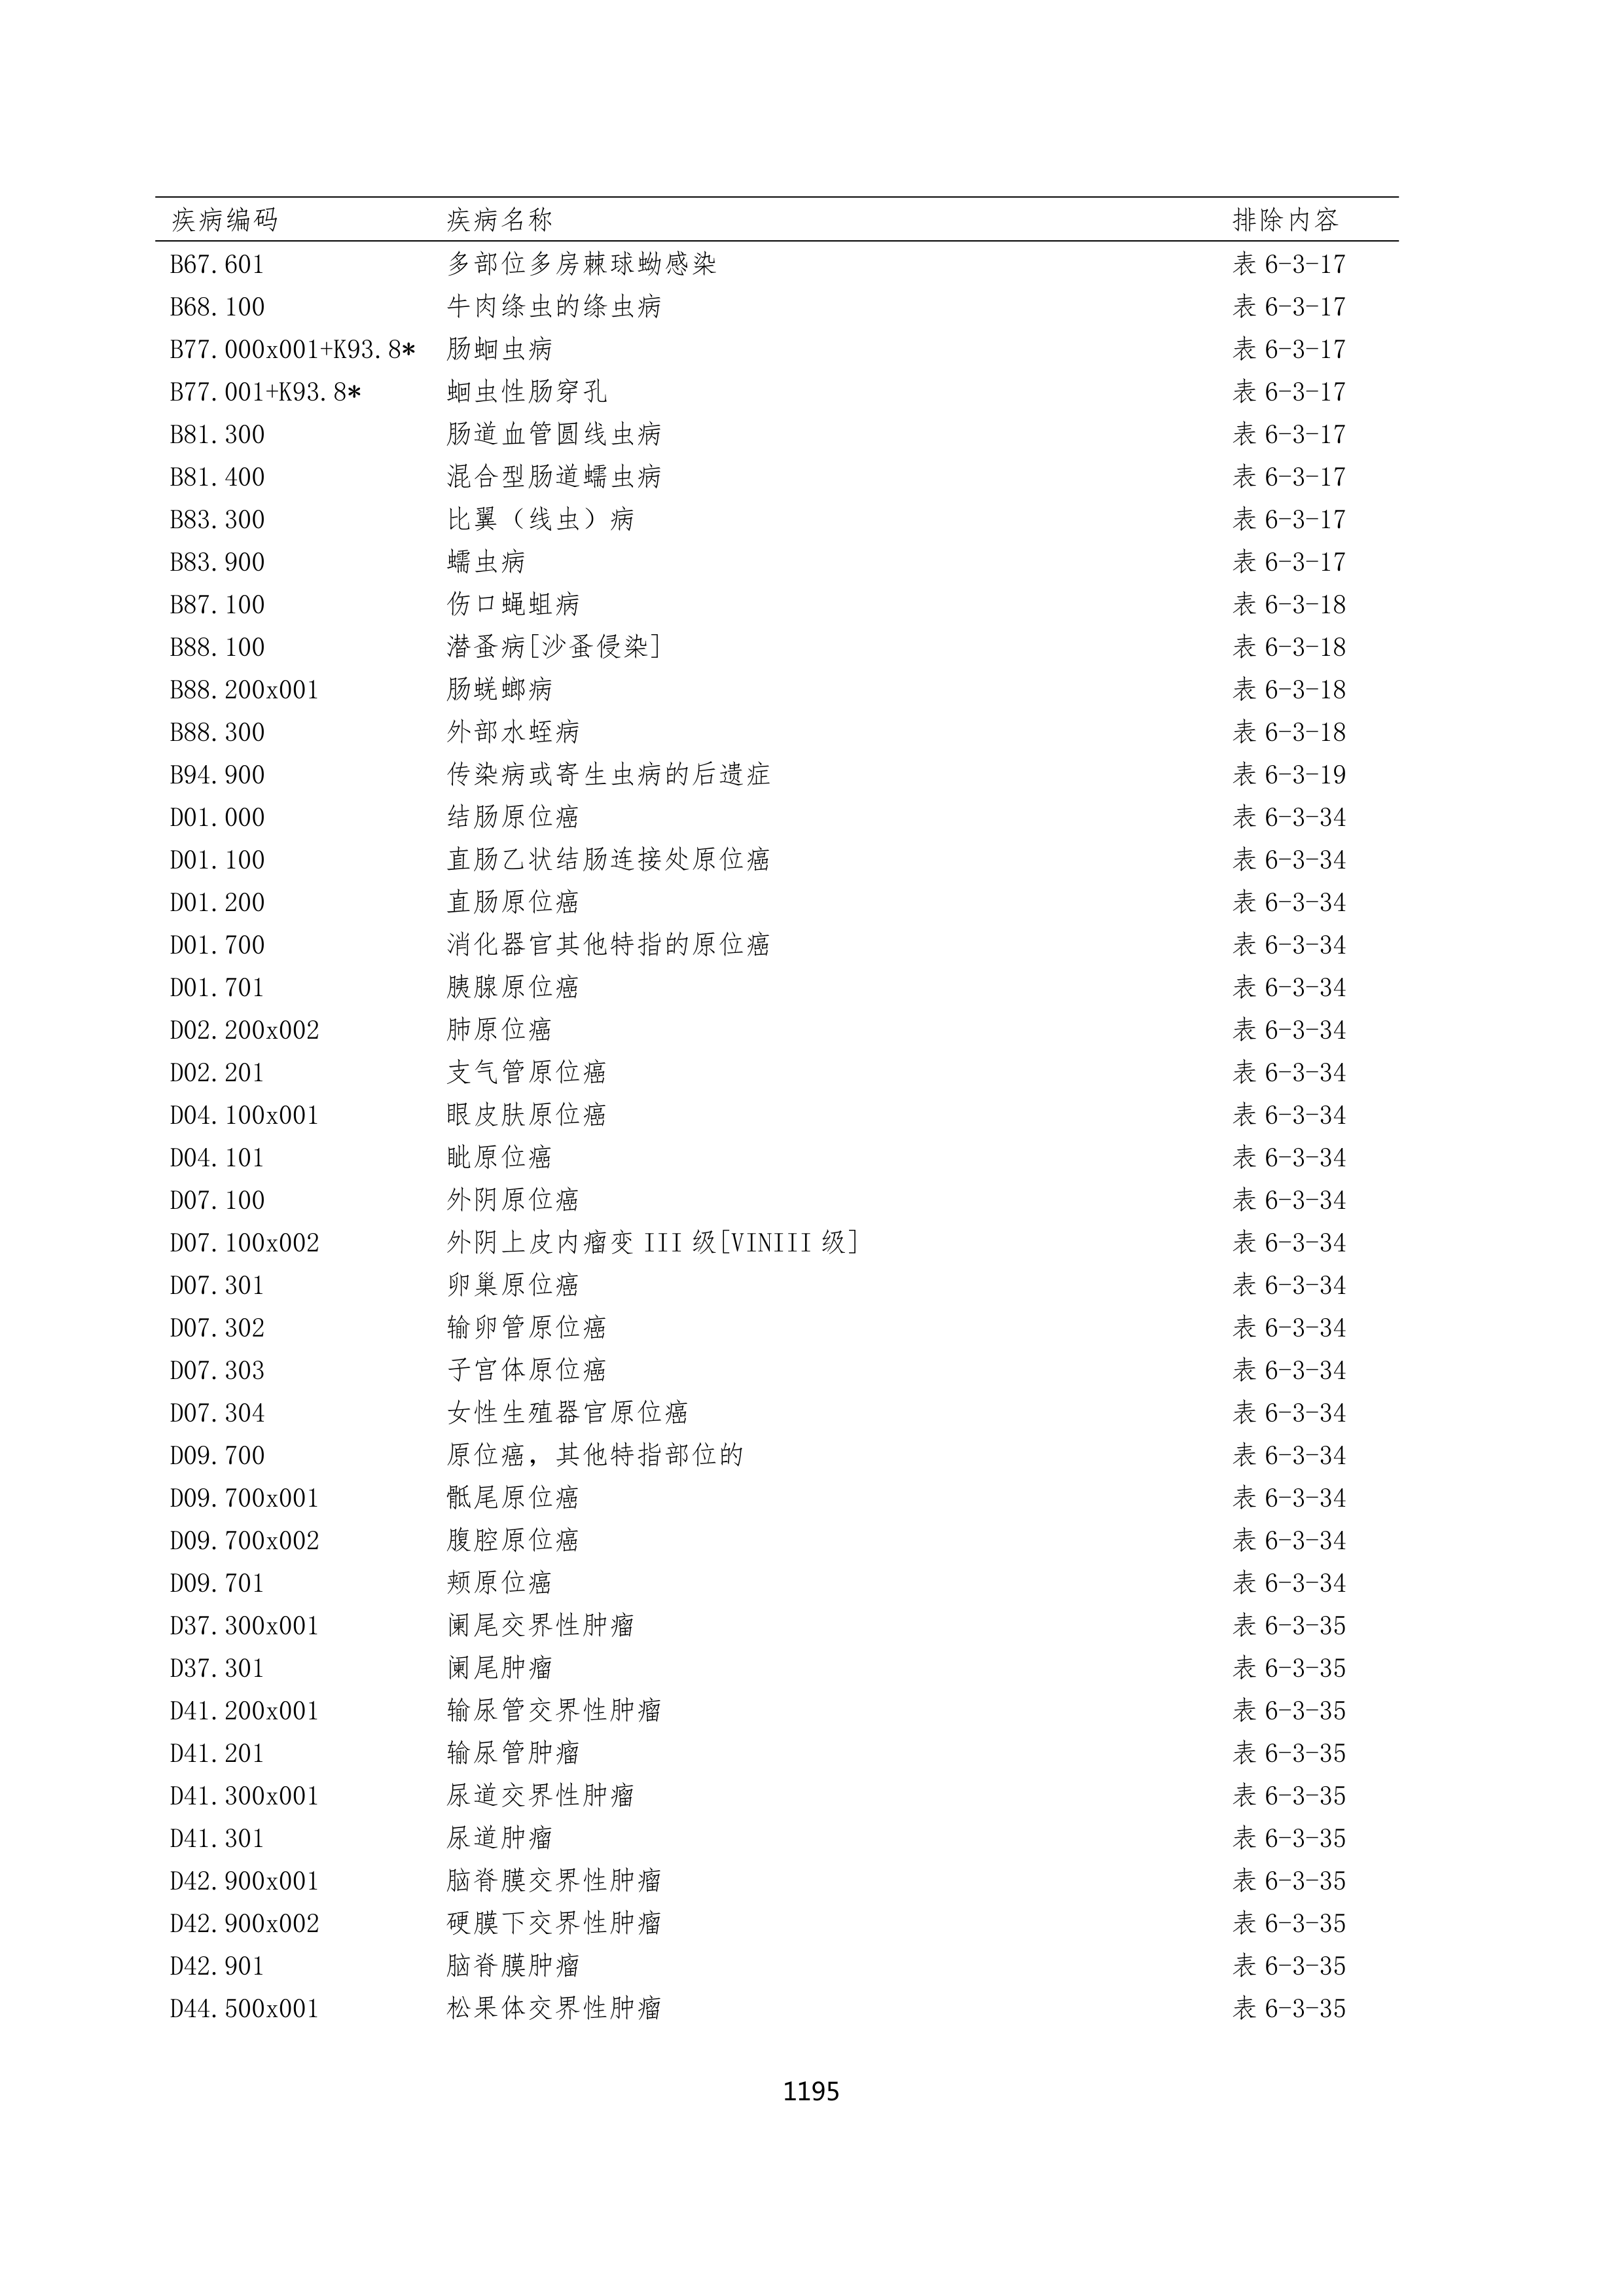 疾病编码 疾病名称 排除内容
B67.601 多部位多房棘球蚴感染 表 6-3-17
B68.100 牛肉绦虫的绦虫病 表 6-3-17
B77.000x001+K93.8* 肠蛔虫病 表 6-3-17
B77.001+K93.8* 蛔虫性肠穿孔 表 6-3-17
B81.300 肠道血管圆线虫病 表 6-3-17
B81.400 混合型肠道蠕虫病 表 6-3-17
B83.300 比翼（线虫）病 表 6-3-17
B83.900 蠕虫病 表 6-3-17
B87.100 伤口蝇蛆病 表 6-3-18
B88.100 潜蚤病[沙蚤侵染] 表 6-3-18
B88.200x001 肠蜣螂病 表 6-3-18
B88.300 外部水蛭病 表 6-3-18
B94.900 传染病或寄生虫病的后遗症 表 6-3-19
D01.000 结肠原位癌 表 6-3-34
D01.100 直肠乙状结肠连接处原位癌 表 6-3-34
D01.200 直肠原位癌 表 6-3-34
D01.700 消化器官其他特指的原位癌 表 6-3-34
D01.701 胰腺原位癌 表 6-3-34
D02.200x002 肺原位癌 表 6-3-34
D02.201 支气管原位癌 表 6-3-34
D04.100x001 眼皮肤原位癌 表 6-3-34
D04.101 眦原位癌 表 6-3-34
D07.100 外阴原位癌 表 6-3-34
D07.100x002 外阴上皮内瘤变 III 级[VINIII 级] 表 6-3-34
D07.301 卵巢原位癌 表 6-3-34
D07.302 输卵管原位癌 表 6-3-34
D07.303 子宫体原位癌 表 6-3-34
D07.304 女性生殖器官原位癌 表 6-3-34
D09.700 原位癌，其他特指部位的 表 6-3-34
D09.700x001 骶尾原位癌 表 6-3-34
D09.700x002 腹腔原位癌 表 6-3-34
D09.701 颊原位癌 表 6-3-34
D37.300x001 阑尾交界性肿瘤 表 6-3-35
D37.301 阑尾肿瘤 表 6-3-35
D41.200x001 输尿管交界性肿瘤 表 6-3-35
D41.201 输尿管肿瘤 表 6-3-35
D41.300x001 尿道交界性肿瘤 表 6-3-35
D41.301 尿道肿瘤 表 6-3-35
D42.900x001 脑脊膜交界性肿瘤 表 6-3-35
D42.900x002 硬膜下交界性肿瘤 表 6-3-35
D42.901 脑脊膜肿瘤 表 6-3-35
D44.500x001 松果体交界性肿瘤 表 6-3-35
1195